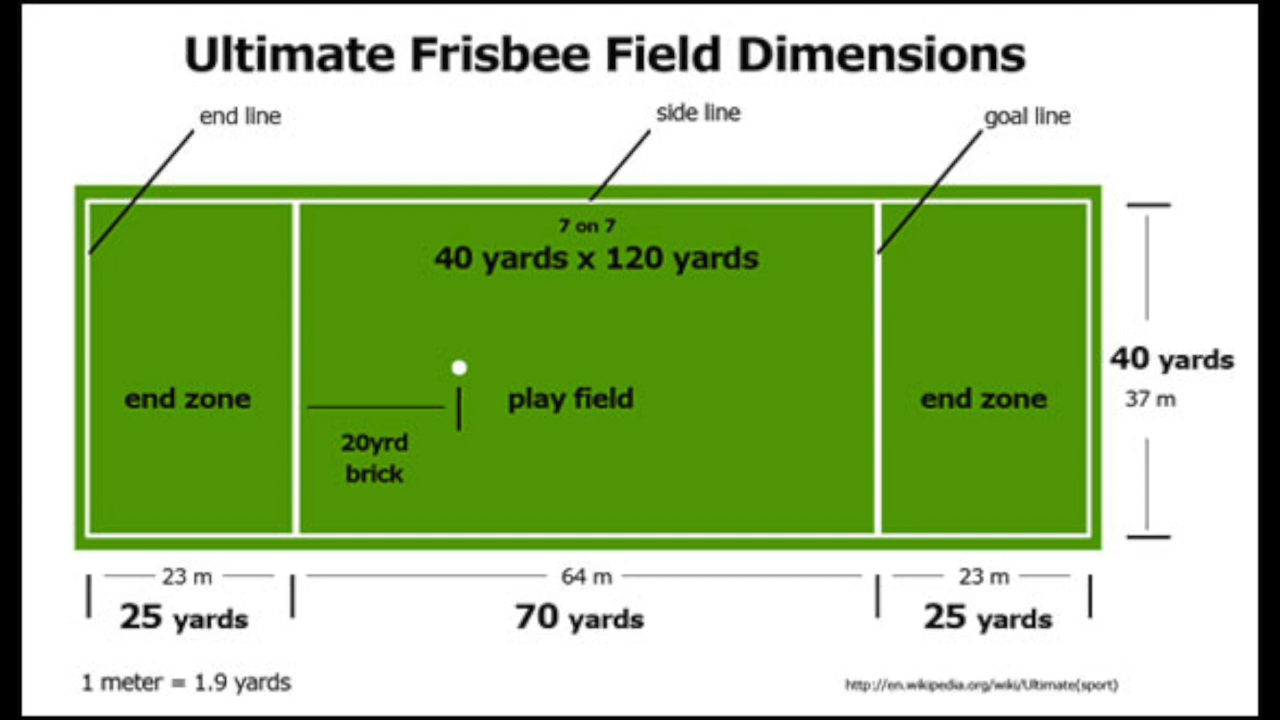 Ultimate Frisbee Field Dimensions
end line
side line
goal line
7 on 7
40 yards x 120 yards
40 yards
37 m
end zone
play field
end zone
20yrd
brick
23 m
64 m
23 m
25 yards
70 yards
25 yards
1 meter = 1.9 yards
http://en.wikipedia.org/wiki/Ultimate(sport)